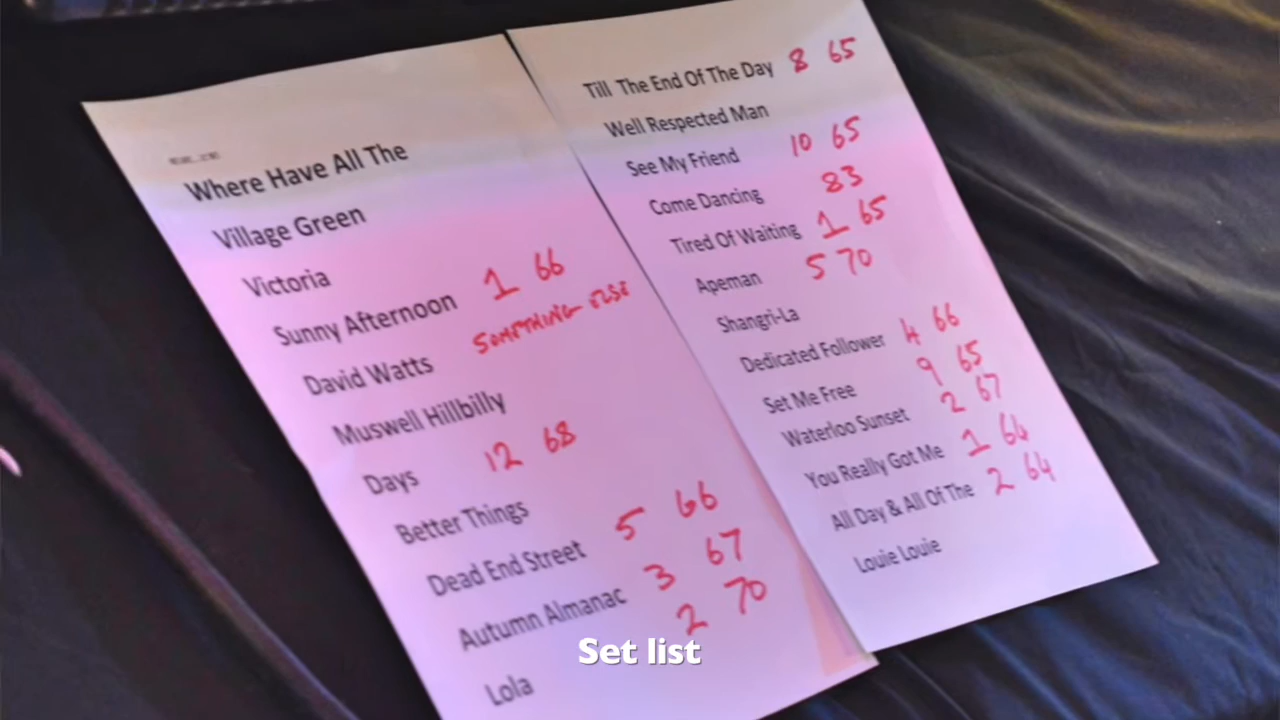 Where Have All The
Village Green
Victoria
Sunny Afternoon 1 66
David Watts SOMETHING ELSE
Muswell Hillbilly
Days 12 68
Better Things
Dead End Street 5 66
Autumn Almanac 3 67
Lola 2 70
Till The End Of The Day 8 65
Well Respected Man
See My Friend 10 65
Come Dancing 83
Tired Of Waiting 1 65
Apeman 5 70
Shangri-La
Dedicated Follower 4 66
Set Me Free 9 65
Waterloo Sunset 2 67
You Really Got Me 1 64
All Day & All Of The 2 64
Louie Louie
Set list